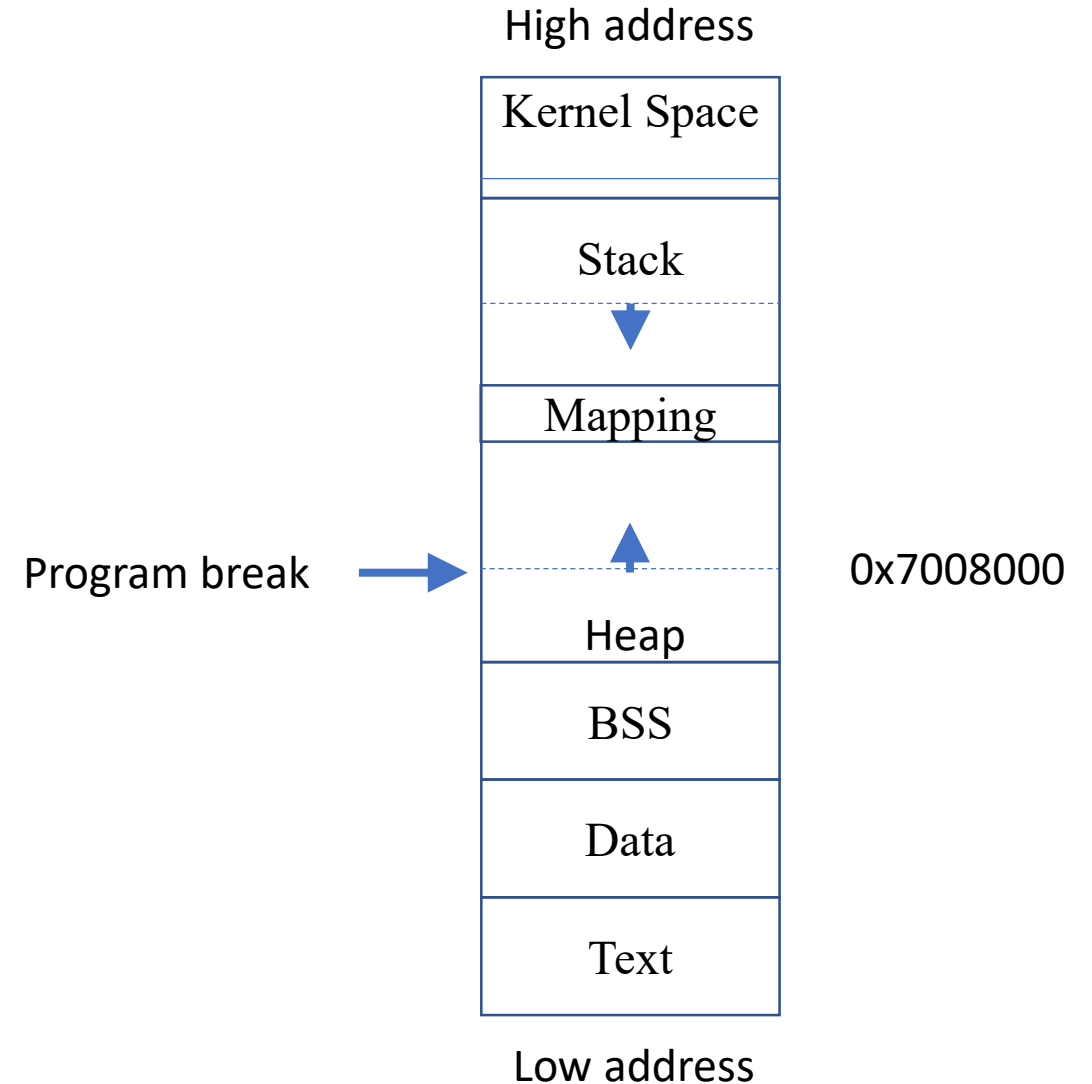 High address
Kernel Space
Stack
Mapping
Program break
0x7008000
Heap
BSS
Data
Text
Low address